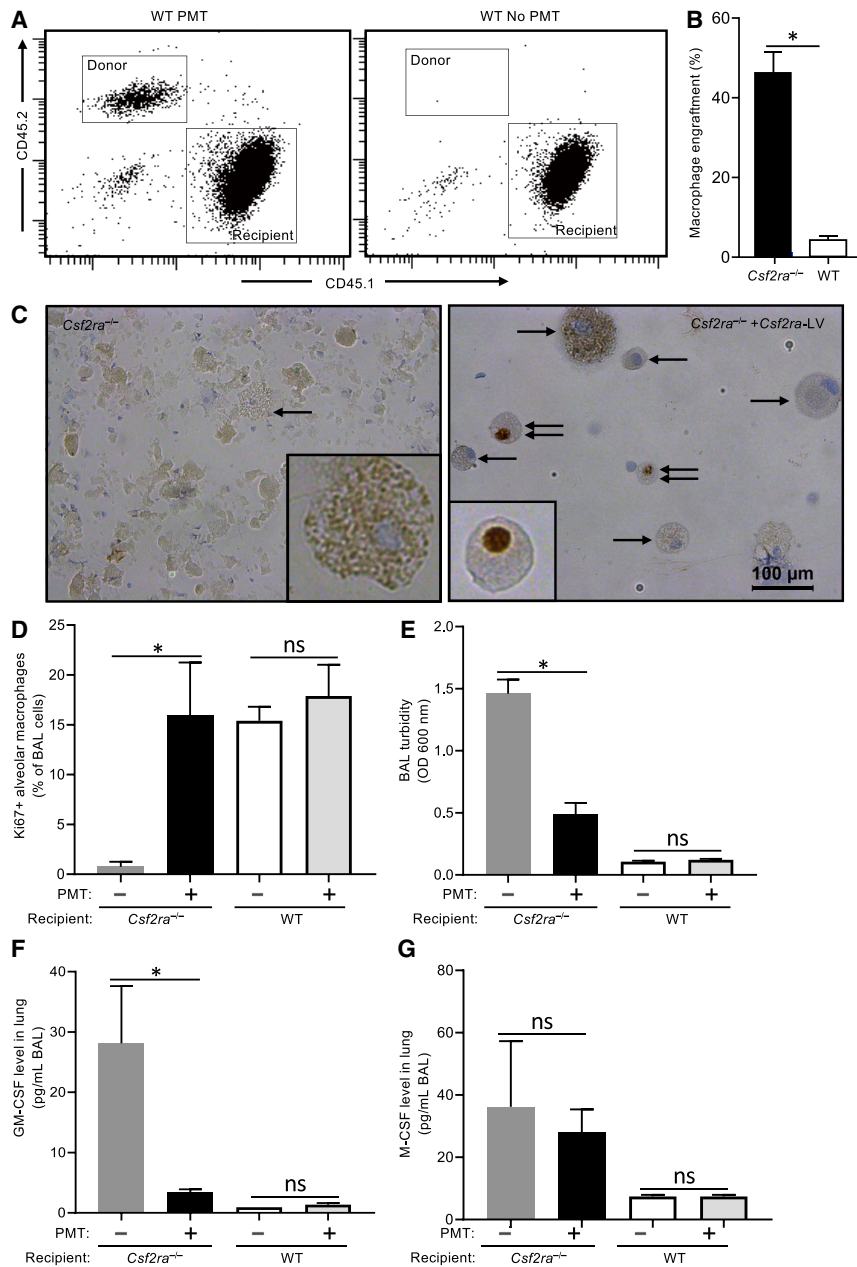 A
WT PMT
WT No PMT
Donor
Recipient
Donor
Recipient
CD45.2
CD45.1
B
Macrophage engraftment (%)
60
40
20
0
*
Csf2ra–/–
WT
C
Csf2ra–/–
Csf2ra–/– +Csf2ra-LV
100 µm
D
Ki67+ alveolar macrophages
(% of BAL cells)
25
20
15
10
5
0
*
ns
PMT: – + – +
Recipient: Csf2ra–/– WT
E
BAL turbidity
(OD 600 nm)
2.0
1.5
1.0
0.5
0.0
*
ns
PMT: – + – +
Recipient: Csf2ra–/– WT
F
GM-CSF level in lung
(pg/mL BAL)
40
30
20
10
0
*
ns
PMT: – + – +
Recipient: Csf2ra–/– WT
G
M-CSF level in lung
(pg/mL BAL)
80
60
40
20
0
ns
ns
PMT: – + – +
Recipient: Csf2ra–/– WT